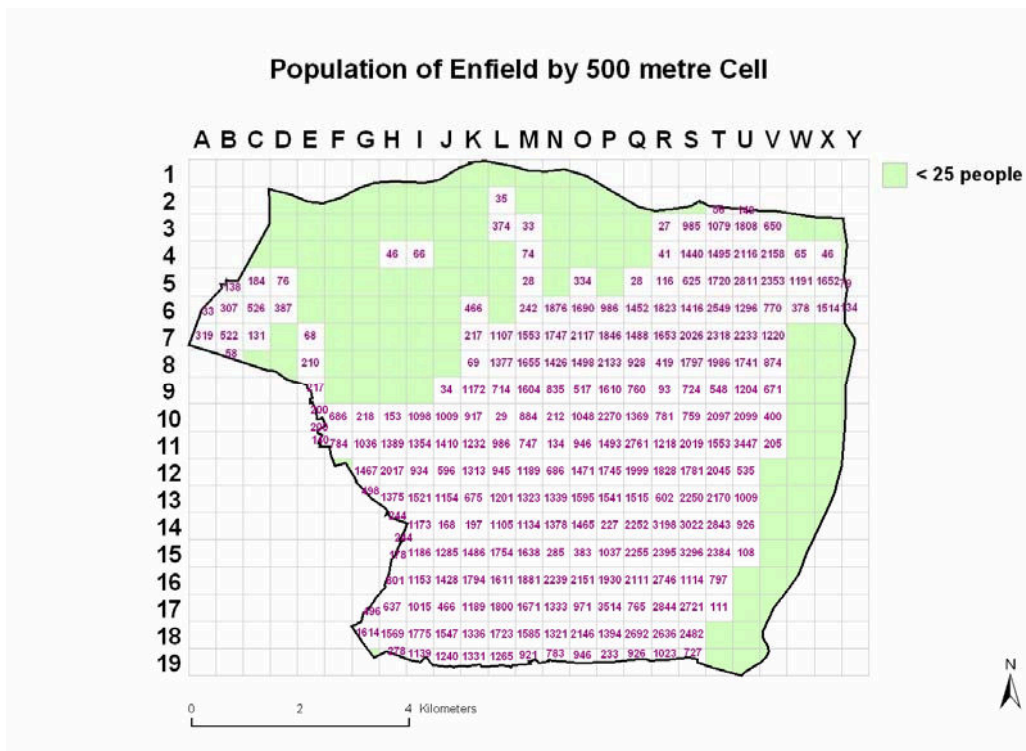 Population of Enfield by 500 metre Cell
A B C D E F G H I J K L M N O P Q R S T U V W X Y
< 25 people
1
2 35
3 374 33 27 985 1079 1808 650
4 46 66 74 41 1440 1495 2116 2158 65 46
5 138 184 76 28 334 28 116 625 1720 2811 2353 1191 1652
6 33 307 526 387 466 242 1876 1690 986 1452 1823 1416 2549 1296 770 378 1514
7 319 522 131 68 217 1107 1553 1747 2117 1846 1488 1653 2026 2318 2233 1220
8 58 210 69 1377 1655 1426 1498 2133 928 419 1797 1986 1741 874
9 217 34 1172 714 1604 835 517 1610 760 93 724 548 1204 671
10 200 686 218 153 1098 1009 917 29 884 212 1048 2270 1369 781 759 2097 2099 400
11 784 1036 1389 1354 1410 1232 986 747 134 946 1493 2761 1218 2019 1553 3447 205
12 1467 2017 934 596 1313 945 1189 686 1471 1745 1999 1828 1781 2045 535
13 498 1375 1521 1154 675 1201 1323 1339 1595 1541 1515 602 2250 2170 1009
14 244 1173 168 197 1105 1134 1378 1465 227 2252 3198 3022 2843 926
15 178 1186 1285 1486 1754 1638 285 383 1037 2255 2395 3296 2384 108
16 801 1153 1428 1794 1611 1881 2239 2151 1930 2111 2746 1114 797
17 496 637 1015 466 1189 1800 1671 1333 971 3514 765 2844 2721 111
18 1614 1569 1775 1547 1336 1723 1585 1321 2146 1394 2692 2636 2482
19 278 1139 1240 1331 1265 921 783 946 233 926 1023 727
N
0 2 4 Kilometers